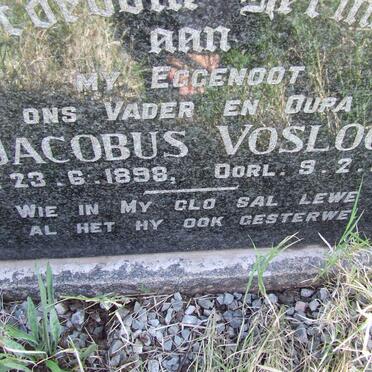 aan
MY EGGENOOT
ONS VADER EN OUPA
JACOBUS VOSLOO
23.6.1898. OORL. 9.2.
WIE IN MY GLO SAL LEWE
AL HET HY OOK GESTERWE